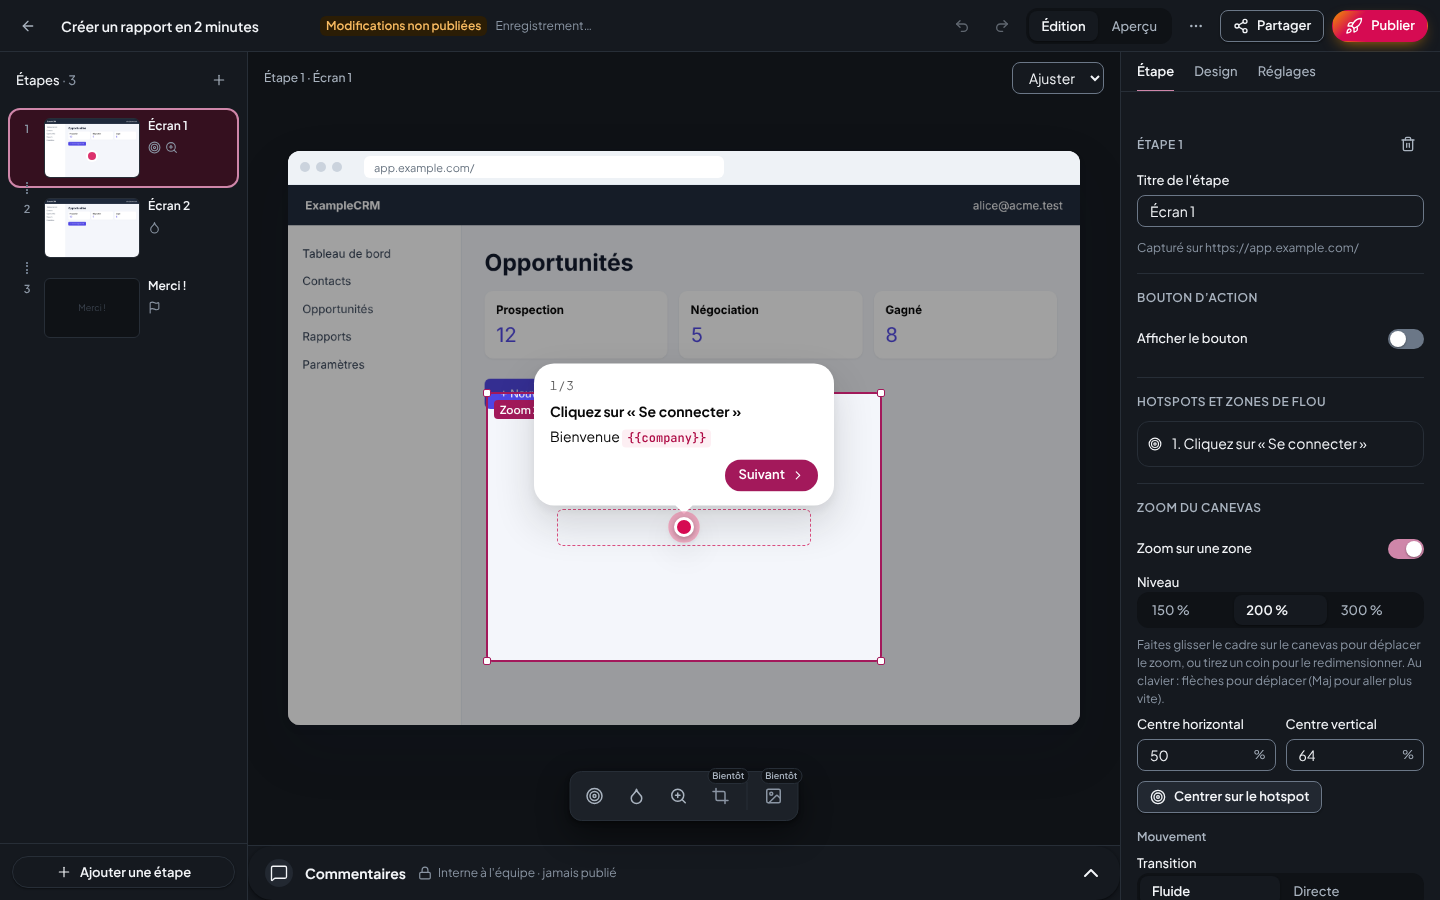 Créer un rapport en 2 minutes
Modifications non publiées
Enregistrement…
Édition
Aperçu
Partager
Publier
Étapes · 3
1
Écran 1
2
Écran 2
3
Merci !
Merci !
Ajouter une étape
Étape 1 · Écran 1
Ajuster
app.example.com/
ExampleCRM
alice@acme.test
Tableau de bord
Contacts
Opportunités
Rapports
Paramètres
Opportunités
Prospection
12
Négociation
5
Gagné
8
Zoom
1 / 3
Cliquez sur « Se connecter »
Bienvenue {{company}}
Suivant
Bientôt
Bientôt
Commentaires
Interne à l'équipe · jamais publié
Étape
Design
Réglages
ÉTAPE 1
Titre de l'étape
Écran 1
Capturé sur https://app.example.com/
BOUTON D'ACTION
Afficher le bouton
HOTSPOTS ET ZONES DE FLOU
1. Cliquez sur « Se connecter »
ZOOM DU CANEVAS
Zoom sur une zone
Niveau
150 %
200 %
300 %
Faites glisser le cadre sur le canevas pour déplacer
le zoom, ou tirez un coin pour le redimensionner. Au
clavier : flèches pour déplacer (Maj pour aller plus
vite).
Centre horizontal
Centre vertical
50 %
64 %
Centrer sur le hotspot
Mouvement
Transition
Fluide
Directe